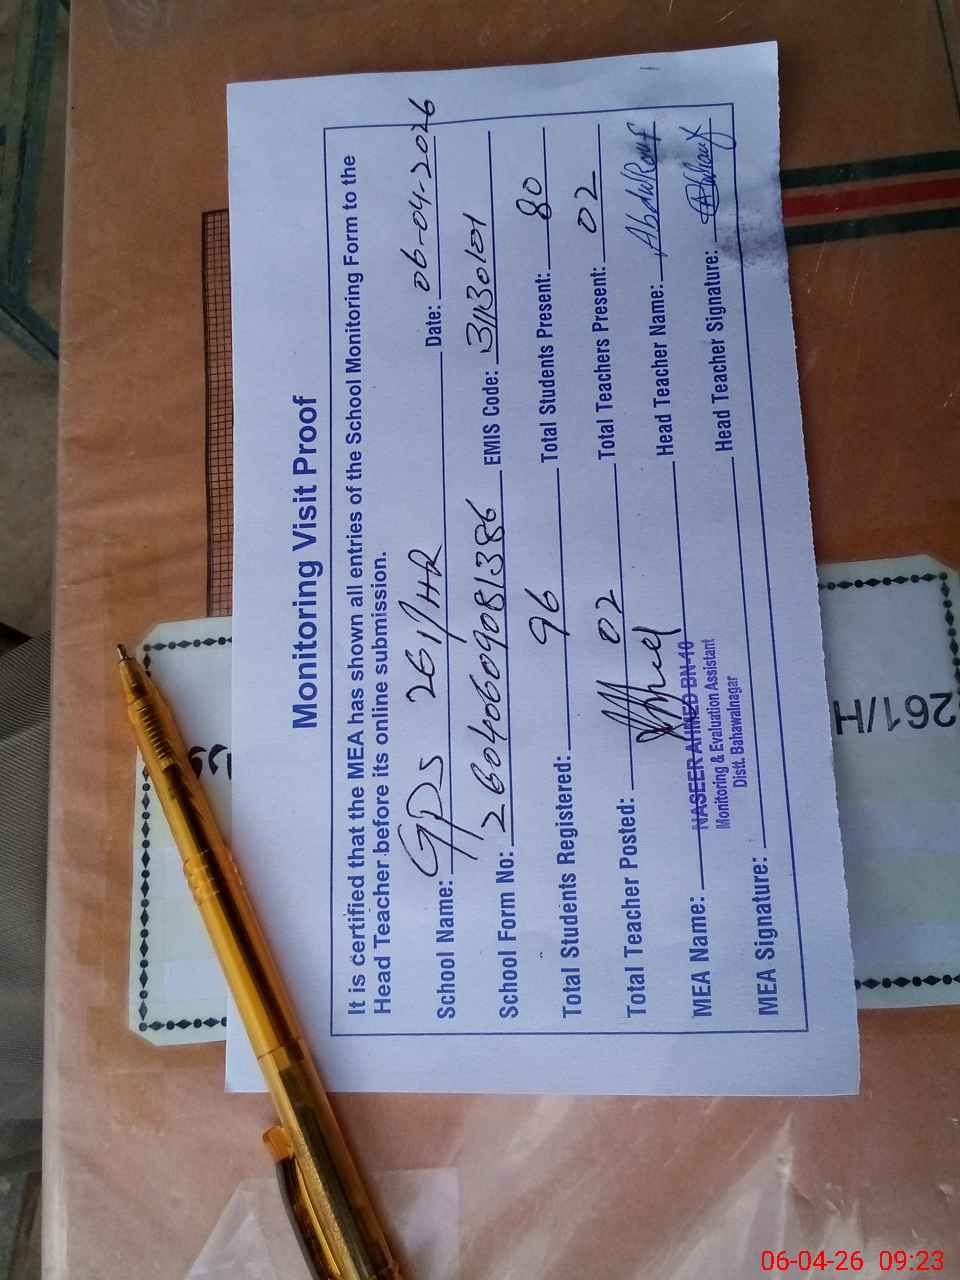 Monitoring Visit Proof
It is certified that the MEA has shown all entries of the School Monitoring Form to the
Head Teacher before its online submission.
School Name: GPS 261/HR Date: 06-04-2026
School Form No: 26040609081386 EMIS Code: 31130101
Total Students Registered: 96 Total Students Present: 80
Total Teacher Posted: 02 Total Teachers Present: 02
MEA Name: NASEER AHMED BN-10 Head Teacher Name: Abdul Rouf
Monitoring & Evaluation Assistant
Distt. Bahawalnagar
MEA Signature: Head Teacher Signature:
261/H
06-04-26 09:23